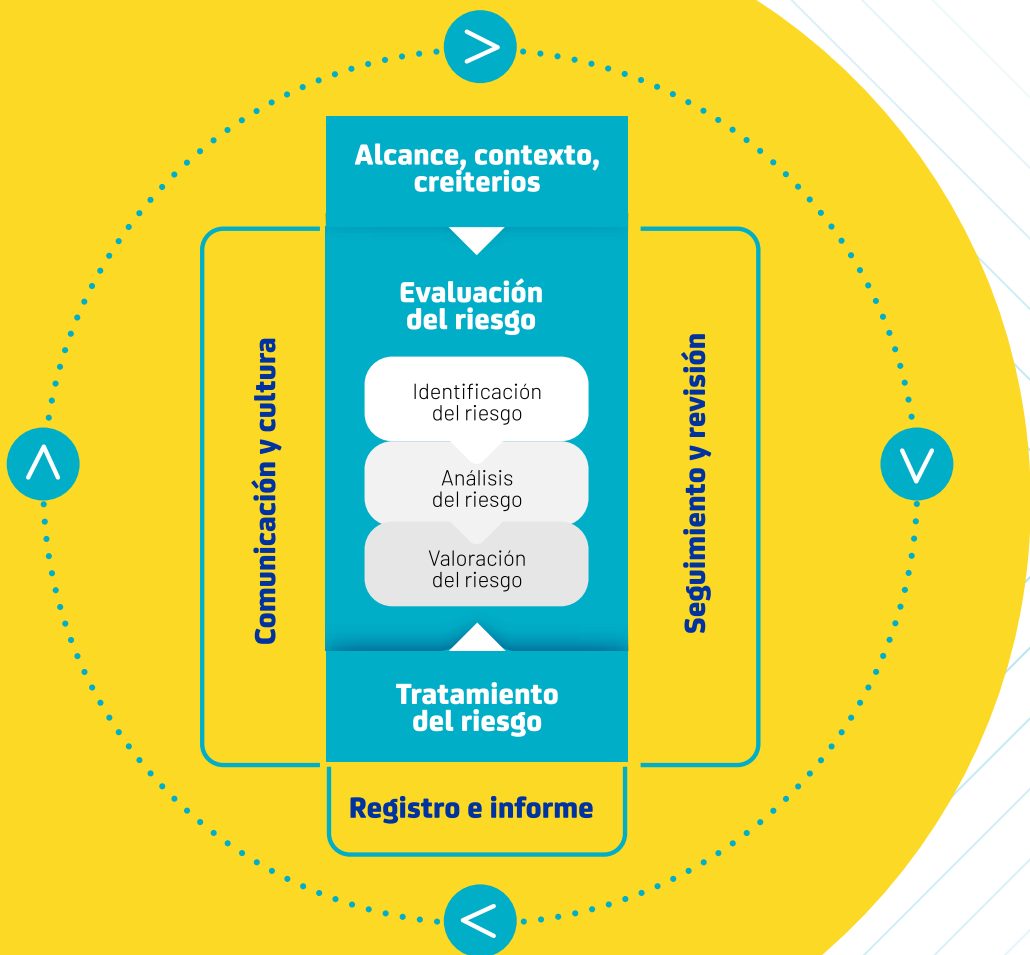 Alcance, contexto,
creiterios
Evaluación
del riesgo
Identificación
del riesgo
Análisis
del riesgo
Valoración
del riesgo
Tratamiento
del riesgo
Registro e informe
Comunicación y cultura
Seguimiento y revisión